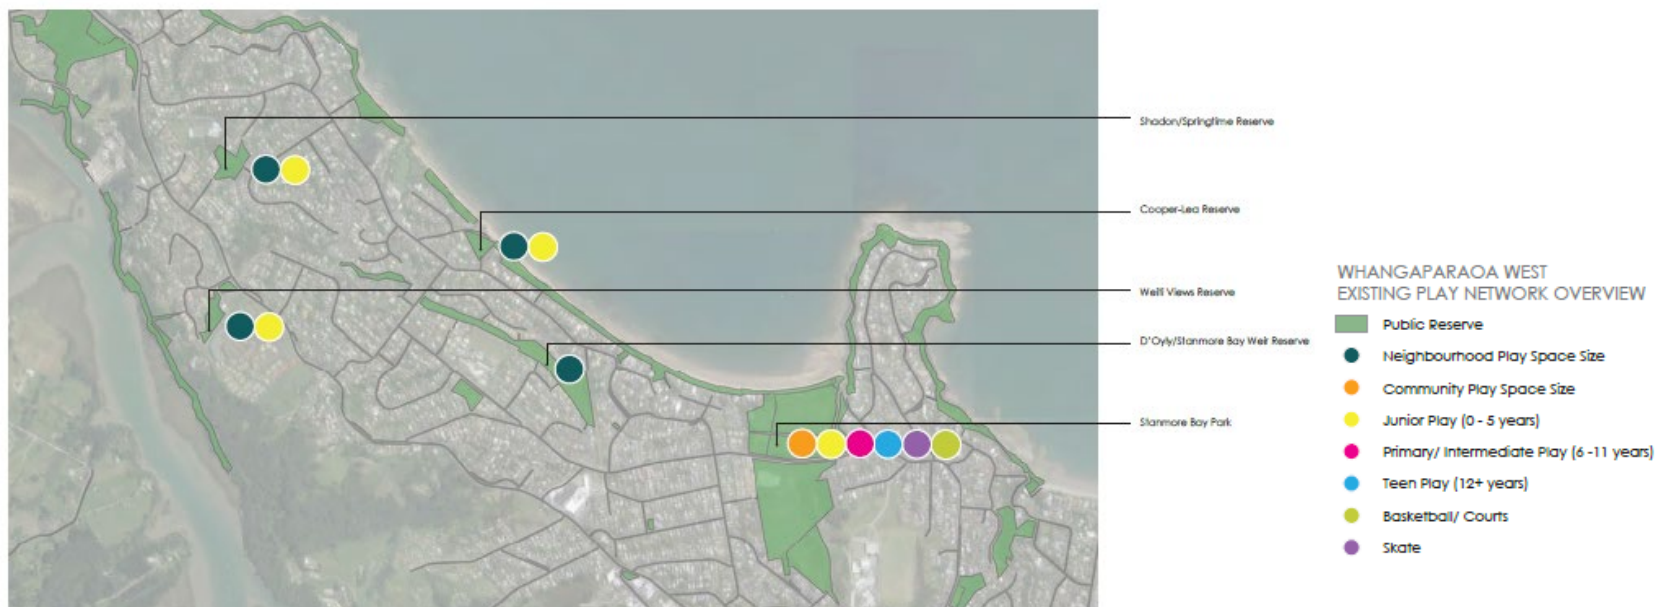 Shadon/Springtime Reserve
Cooper-Lea Reserve
Weiti Views Reserve
D'Oyly/Stanmore Bay Weir Reserve
Stanmore Bay Park
WHANGAPARAOA WEST
EXISTING PLAY NETWORK OVERVIEW
Public Reserve
Neighbourhood Play Space Size
Community Play Space Size
Junior Play (0 - 5 years)
Primary/ Intermediate Play (6 -11 years)
Teen Play (12+ years)
Basketball/ Courts
Skate